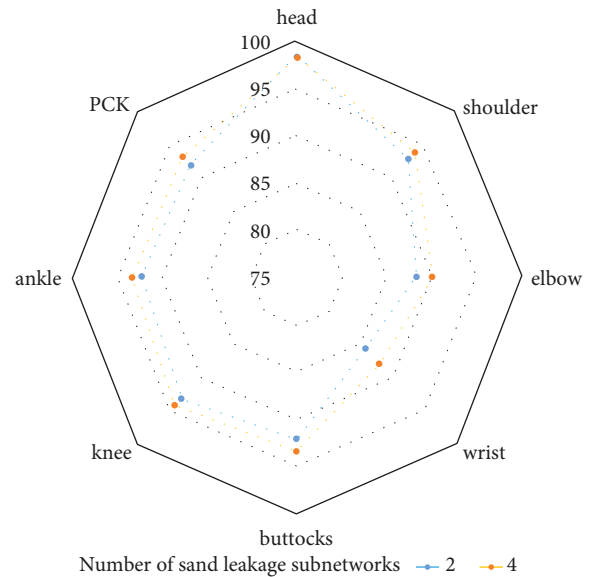 head
100
95
PCK
shoulder
90
85
80
ankle
75
elbow
knee
wrist
buttocks
Number of sand leakage subnetworks 2 4